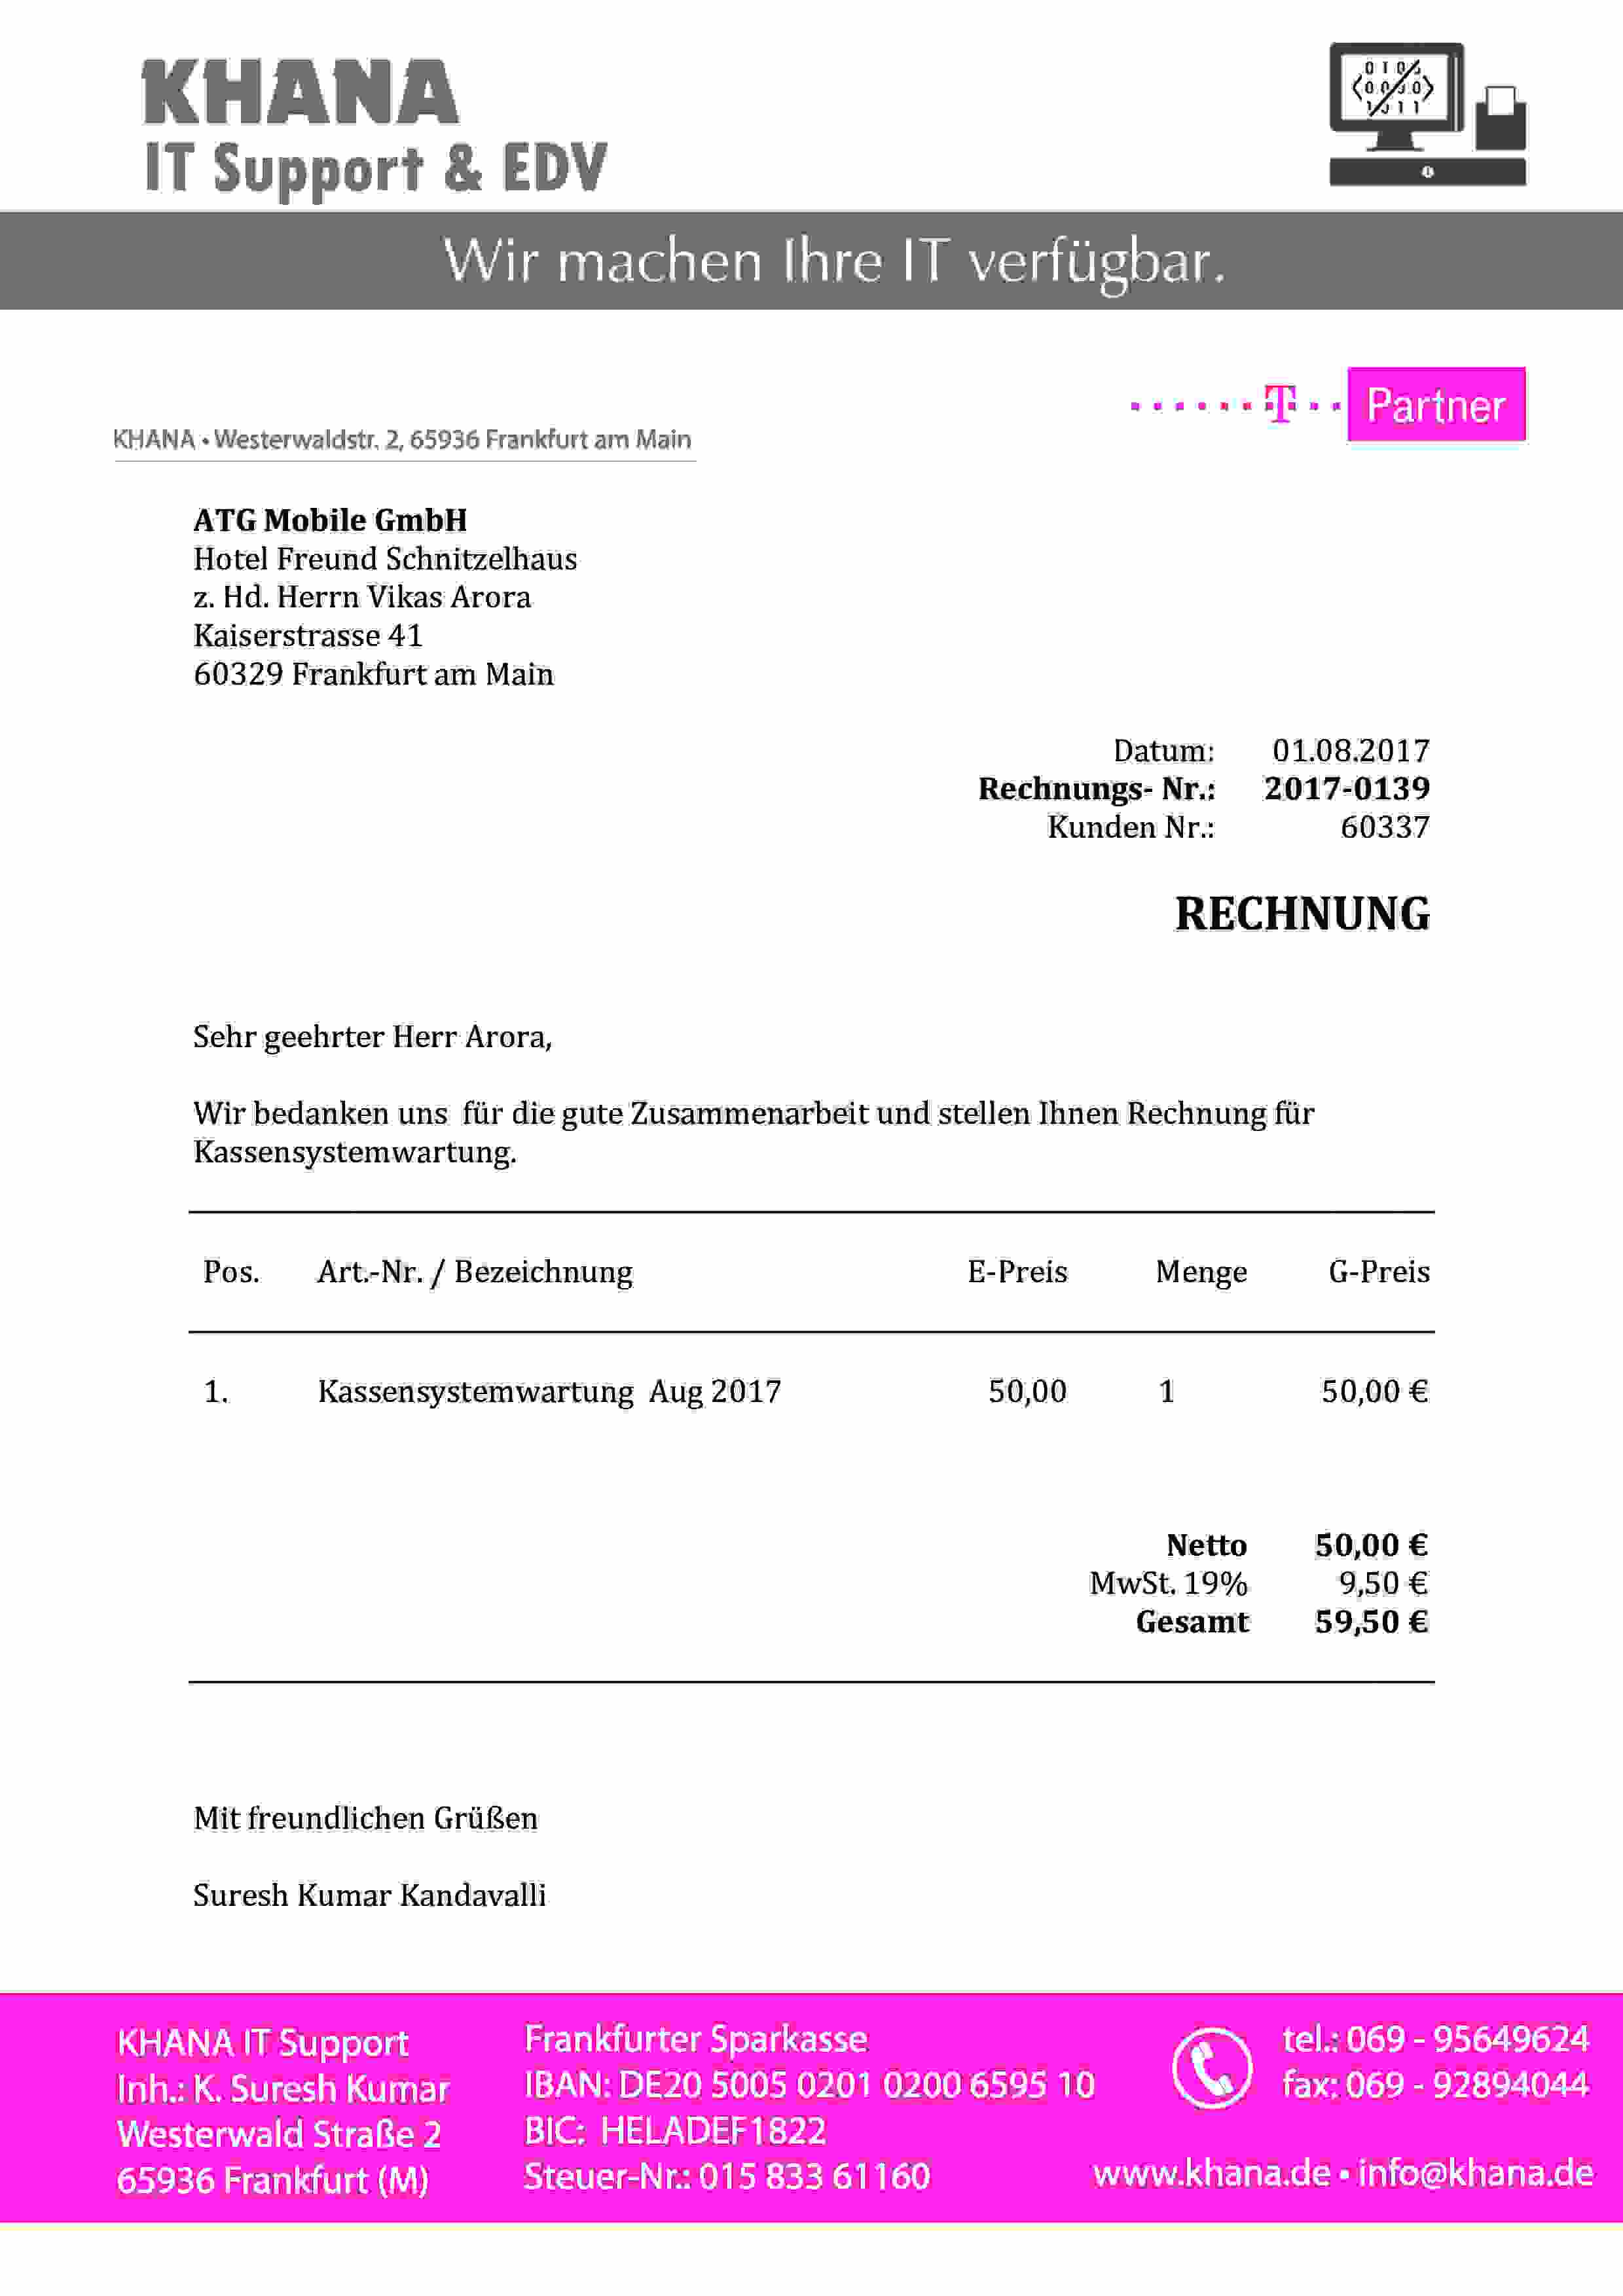 KHANA
IT Support & EDV
Wir machen Ihre IT verfügbar.
T Partner
KHANA • Westerwaldstr. 2, 65936 Frankfurt am Main
ATG Mobile GmbH
Hotel Freund Schnitzelhaus
z. Hd. Herrn Vikas Arora
Kaiserstrasse 41
60329 Frankfurt am Main
Datum: 01.08.2017
Rechnungs- Nr.: 2017-0139
Kunden Nr.: 60337
RECHNUNG
Sehr geehrter Herr Arora,
Wir bedanken uns für die gute Zusammenarbeit und stellen Ihnen Rechnung für
Kassensystemwartung.
Pos. Art.-Nr. / Bezeichnung E-Preis Menge G-Preis
1. Kassensystemwartung Aug 2017 50,00 1 50,00 €
Netto 50,00 €
MwSt. 19% 9,50 €
Gesamt 59,50 €
Mit freundlichen Grüßen
Suresh Kumar Kandavalli
KHANA IT Support
Inh.: K. Suresh Kumar
Westerwald Straße 2
65936 Frankfurt (M)
Frankfurter Sparkasse
IBAN: DE20 5005 0201 0200 6595 10
BIC: HELADEF1822
Steuer-Nr.: 015 833 61160
tel.: 069 - 95649624
fax: 069 - 92894044
www.khana.de • info@khana.de